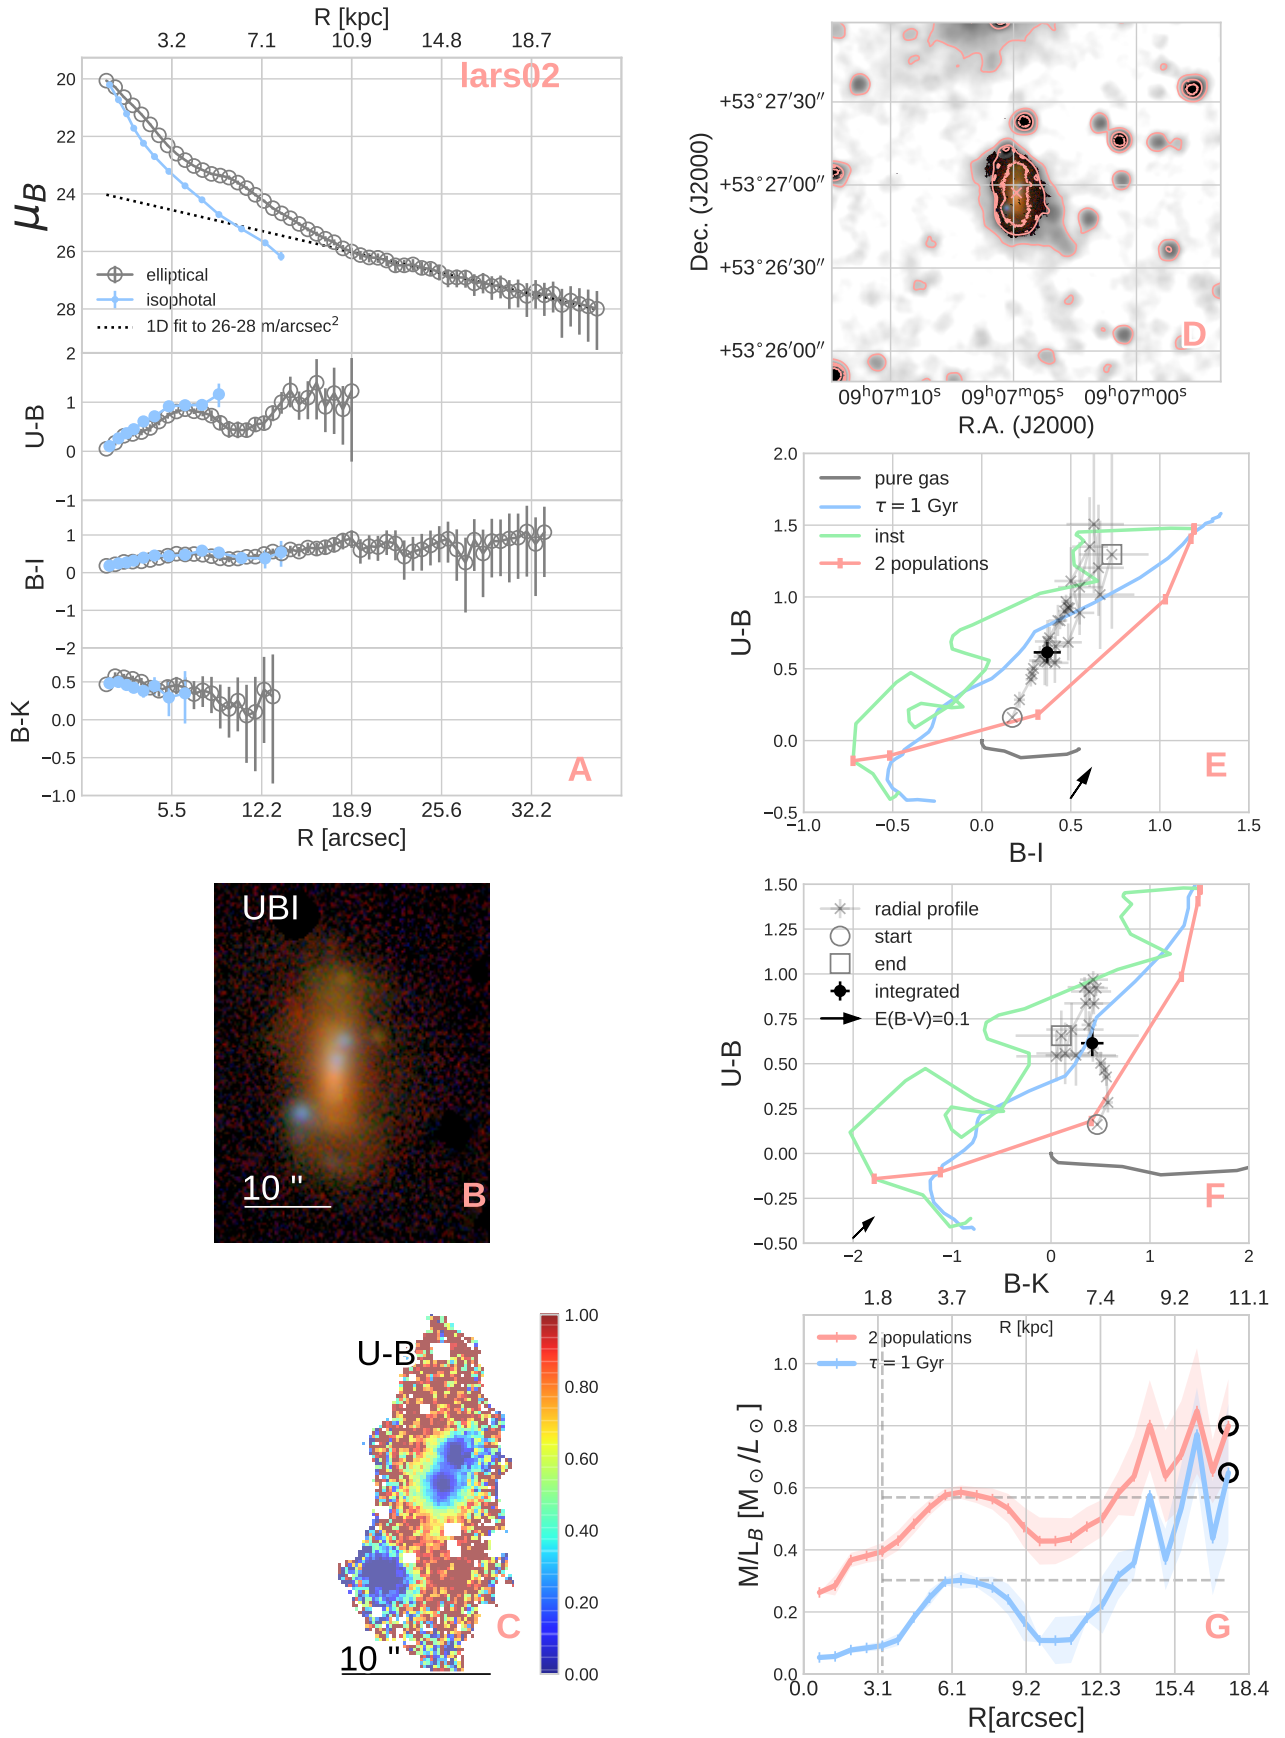 R [kpc]
3.2 7.1 10.9 14.8 18.7
lars02
20
22
24
26
28
μB
elliptical
isophotal
1D fit to 26-28 m/arcsec2
2
1
0
−1
U-B
1
0
−1
−2
B-I
0.5
0.0
−0.5
−1.0
B-K
A
5.5 12.2 18.9 25.6 32.2
R [arcsec]
+53°27′30″
+53°27′00″
+53°26′30″
+53°26′00″
Dec. (J2000)
D
09h07m10s 09h07m05s 09h07m00s
R.A. (J2000)
2.0
1.5
1.0
0.5
0.0
−0.5
U-B
pure gas
τ = 1 Gyr
inst
2 populations
E
−1.0 −0.5 0.0 0.5 1.0 1.5
B-I
UBI
10 "
B
1.50
1.25
1.00
0.75
0.50
0.25
0.00
−0.25
−0.50
U-B
radial profile
start
end
integrated
E(B-V)=0.1
F
−2 −1 0 1 2
B-K
U-B
10 "
C
1.00
0.80
0.60
0.40
0.20
0.00
1.8 3.7 7.4 9.2 11.1
R [kpc]
2 populations
τ = 1 Gyr
1.0
0.8
0.6
0.4
0.2
0.0
M/LB [M⊙/L⊙]
G
0.0 3.1 6.1 9.2 12.3 15.4 18.4
R[arcsec]